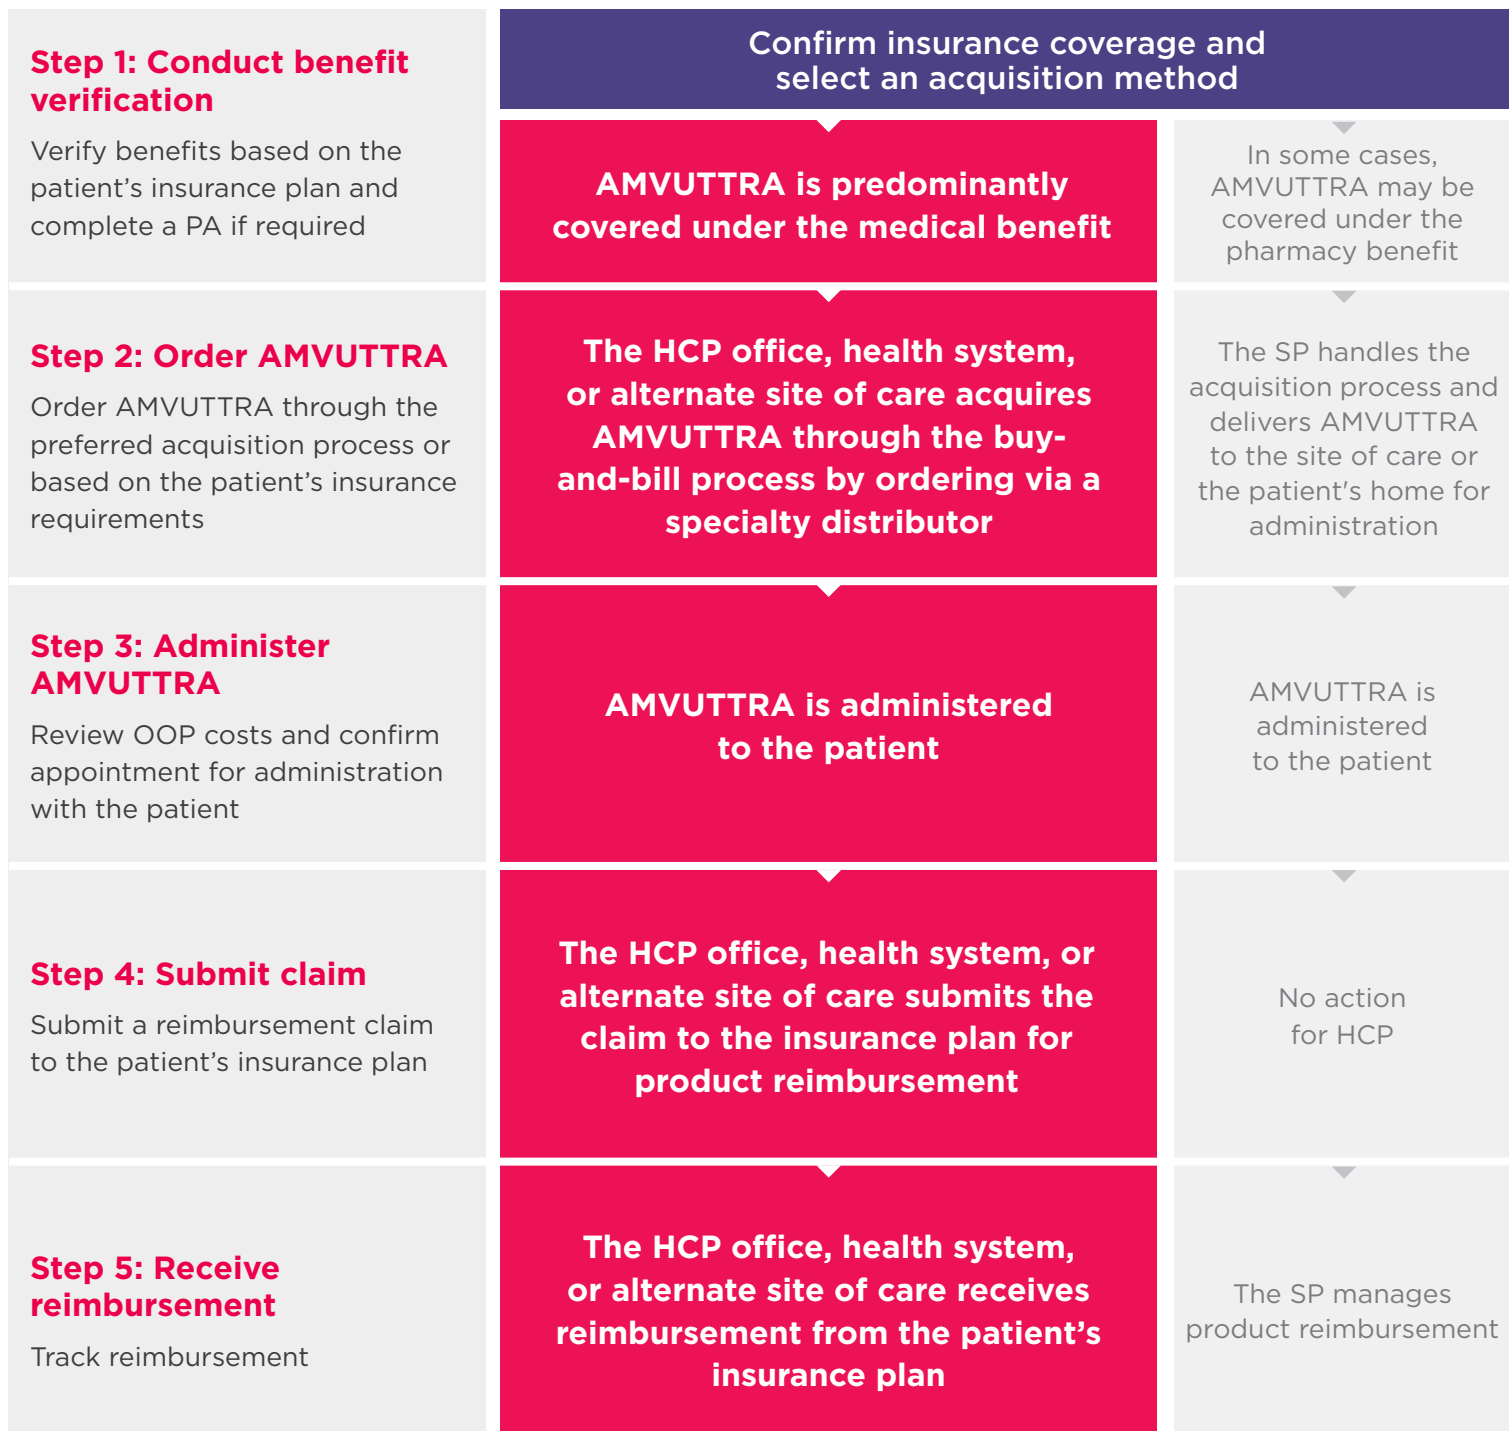 Step 1: Conduct benefit
verification
Verify benefits based on the
patient’s insurance plan and
complete a PA if required
Confirm insurance coverage and
select an acquisition method
AMVUTTRA is predominantly
covered under the medical benefit
In some cases,
AMVUTTRA may be
covered under the
pharmacy benefit
Step 2: Order AMVUTTRA
Order AMVUTTRA through the
preferred acquisition process or
based on the patient’s insurance
requirements
The HCP office, health system,
or alternate site of care acquires
AMVUTTRA through the buy-
and-bill process by ordering via a
specialty distributor
The SP handles the
acquisition process and
delivers AMVUTTRA
to the site of care or
the patient's home for
administration
Step 3: Administer
AMVUTTRA
Review OOP costs and confirm
appointment for administration
with the patient
AMVUTTRA is administered
to the patient
AMVUTTRA is
administered
to the patient
Step 4: Submit claim
Submit a reimbursement claim
to the patient’s insurance plan
The HCP office, health system, or
alternate site of care submits the
claim to the insurance plan for
product reimbursement
No action
for HCP
Step 5: Receive
reimbursement
Track reimbursement
The HCP office, health system,
or alternate site of care receives
reimbursement from the patient’s
insurance plan
The SP manages
product reimbursement